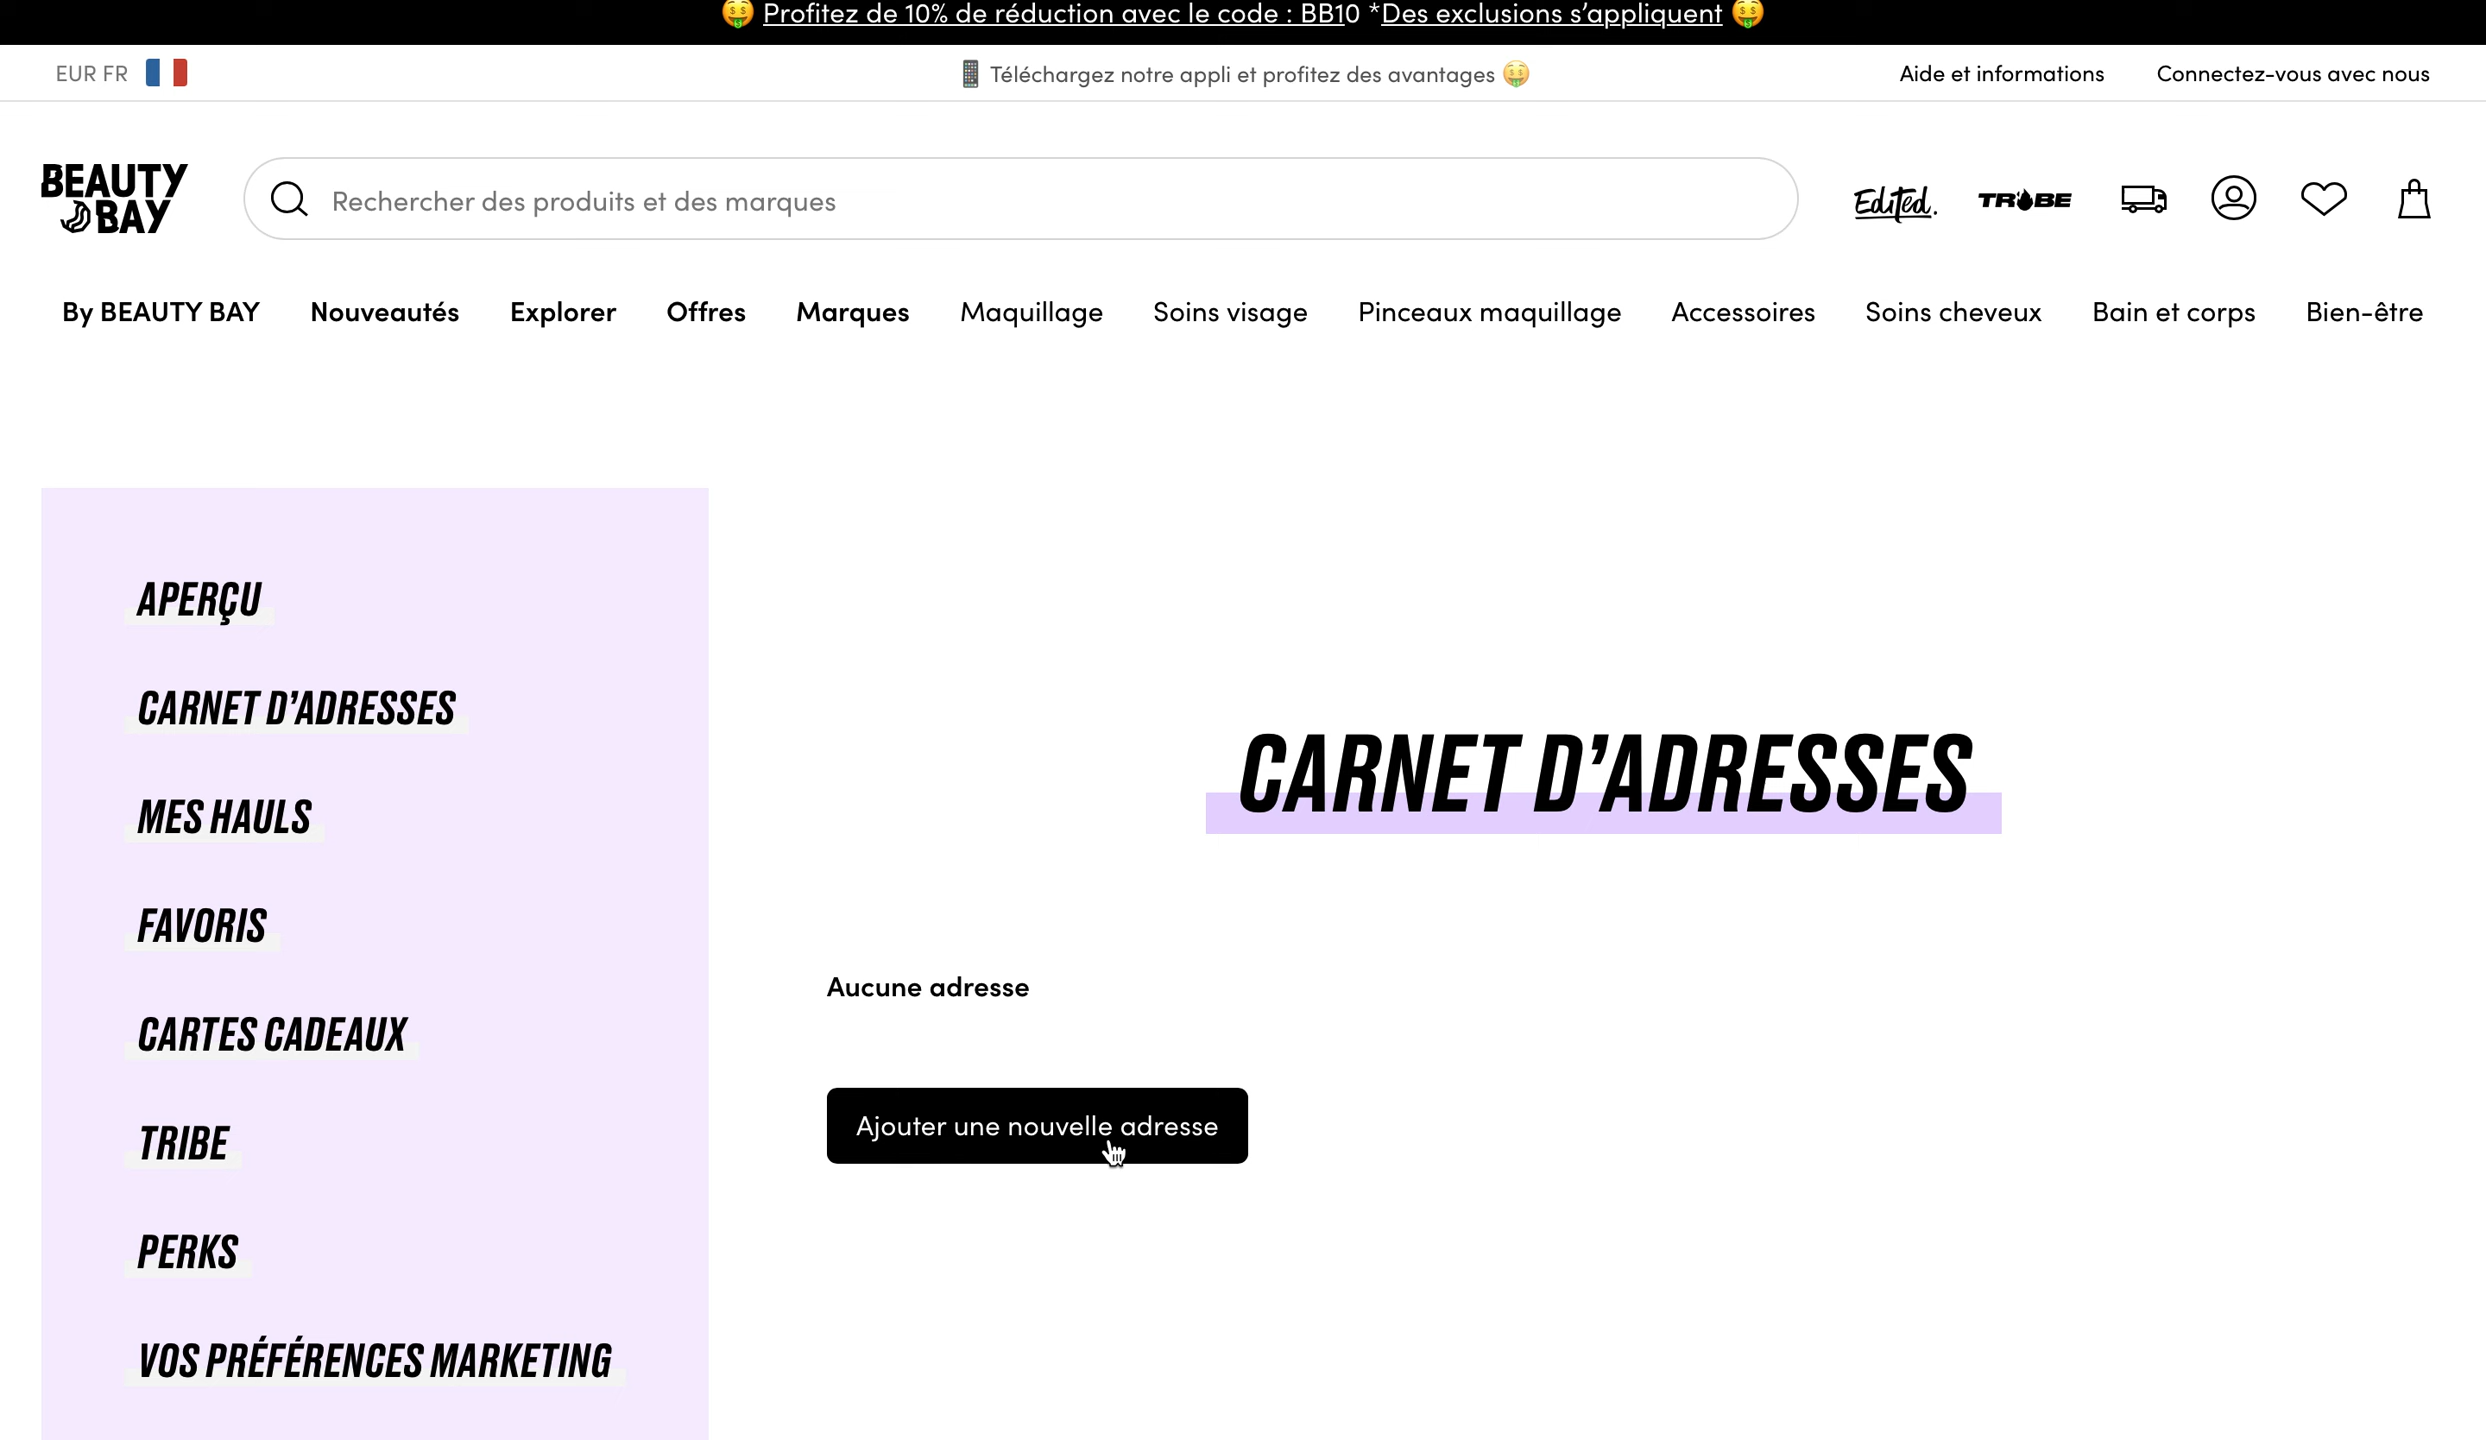 Profitez de 10% de réduction avec le code : BB10 *Des exclusions s’appliquent
EUR FR
Téléchargez notre appli et profitez des avantages
Aide et informations
Connectez-vous avec nous
BEAUTY
BAY
Rechercher des produits et des marques
Edited.
TRIBE
By BEAUTY BAY
Nouveautés
Explorer
Offres
Marques
Maquillage
Soins visage
Pinceaux maquillage
Accessoires
Soins cheveux
Bain et corps
Bien-être
APERÇU
CARNET D’ADRESSES
MES HAULS
FAVORIS
CARTES CADEAUX
TRIBE
PERKS
VOS PRÉFÉRENCES MARKETING
CARNET D’ADRESSES
Aucune adresse
Ajouter une nouvelle adresse